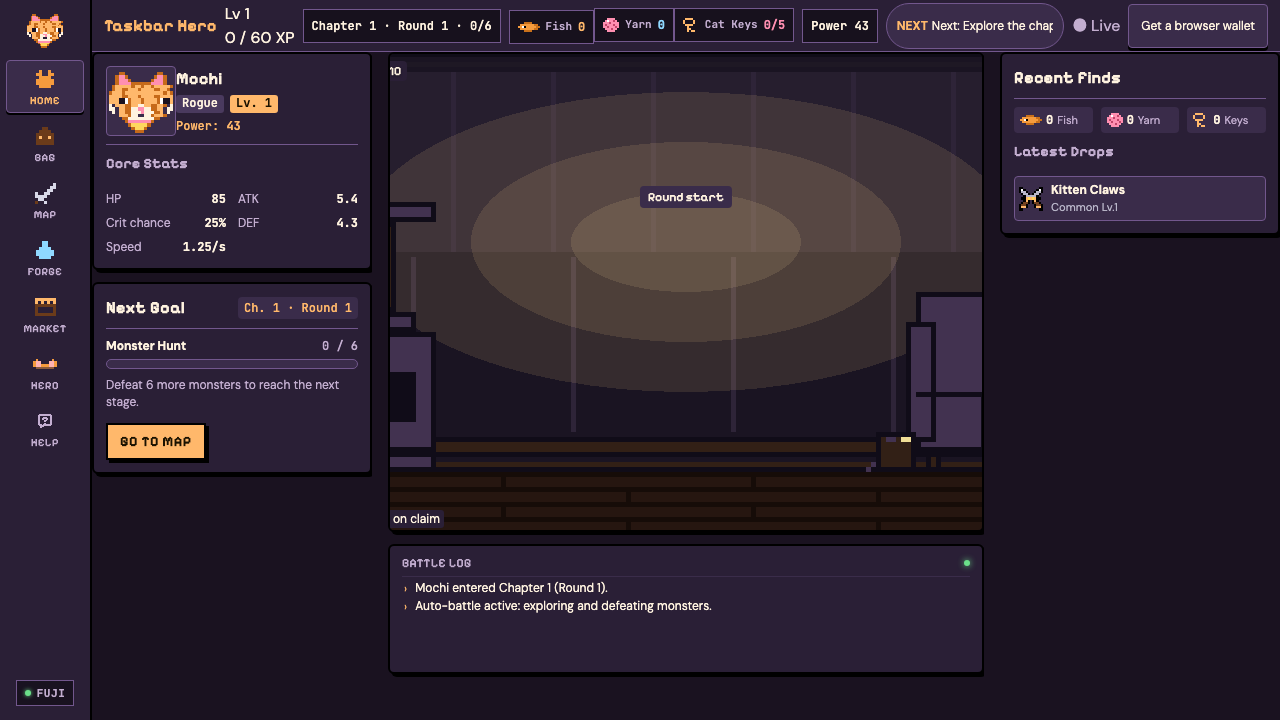 Taskbar Hero
Lv 1
0 / 60 XP
Chapter 1 · Round 1 · 0/6
Fish 0
Yarn 0
Cat Keys 0/5
Power 43
NEXT Next: Explore the chap
Live
Get a browser wallet
HOME
BAG
MAP
FORGE
MARKET
HERO
HELP
FUJI
Mochi
Rogue Lv. 1
Power: 43
Core Stats
HP 85 ATK 5.4
Crit chance 25% DEF 4.3
Speed 1.25/s
Next Goal Ch. 1 · Round 1
Monster Hunt 0 / 6
Defeat 6 more monsters to reach the next
stage.
GO TO MAP
10
Round start
on claim
BATTLE LOG
› Mochi entered Chapter 1 (Round 1).
› Auto-battle active: exploring and defeating monsters.
Recent Finds
0 Fish 0 Yarn 0 Keys
Latest Drops
Kitten Claws
Common Lv.1